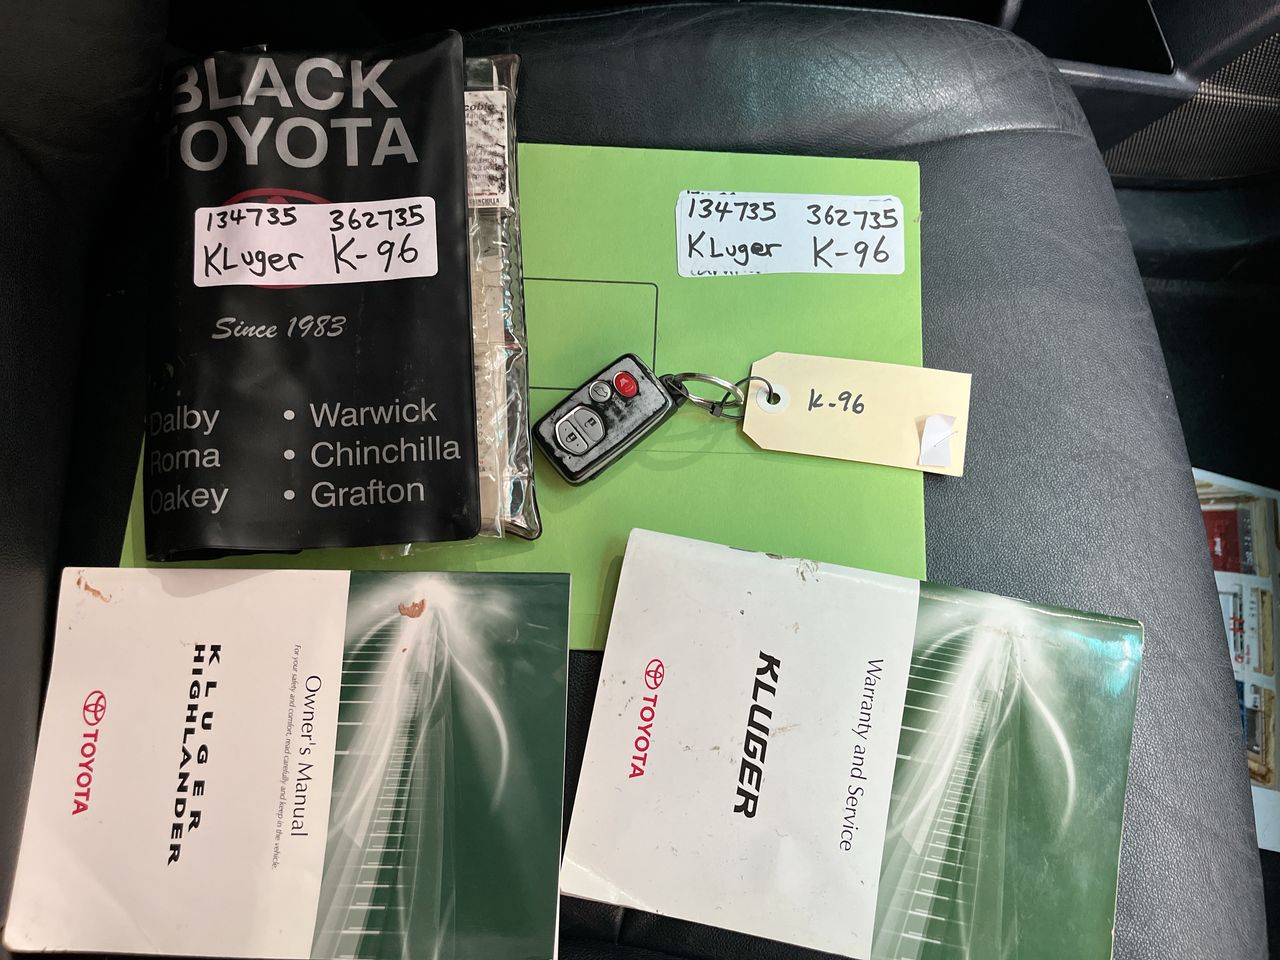 BLACK
TOYOTA
134735 362735
KLuger K-96
Since 1983
Dalby • Warwick
Roma • Chinchilla
Oakey • Grafton
CHINCHILLA
134735 362735
KLuger K-96
K-96
Owner's Manual
For your safety and comfort, read carefully and keep in the vehicle.
KLUGER
HIGHLANDER
TOYOTA
Warranty and Service
KLUGER
TOYOTA